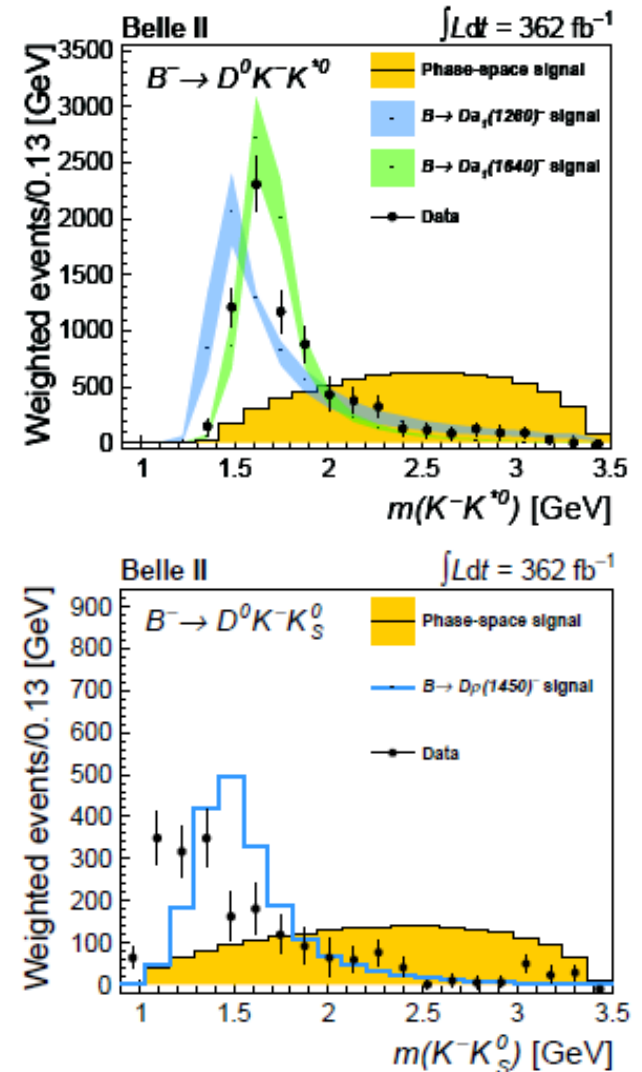 Belle II ∫Ldt = 362 fb⁻¹
B⁻→ D⁰K⁻K*⁰
Phase-space signal
B→ Da₁(1260)⁻ signal
B→ Da₁(1640)⁻ signal
Data
Weighted events/0.13 [GeV]
3500
3000
2500
2000
1500
1000
500
0
1 1.5 2 2.5 3 3.5
m(K⁻K*⁰) [GeV]
Belle II ∫Ldt = 362 fb⁻¹
B⁻→ D⁰K⁻K_S⁰
Phase-space signal
B→ Dρ(1450)⁻ signal
Data
Weighted events/0.13 [GeV]
900
800
700
600
500
400
300
200
100
0
1 1.5 2 2.5 3 3.5
m(K⁻K_S⁰) [GeV]